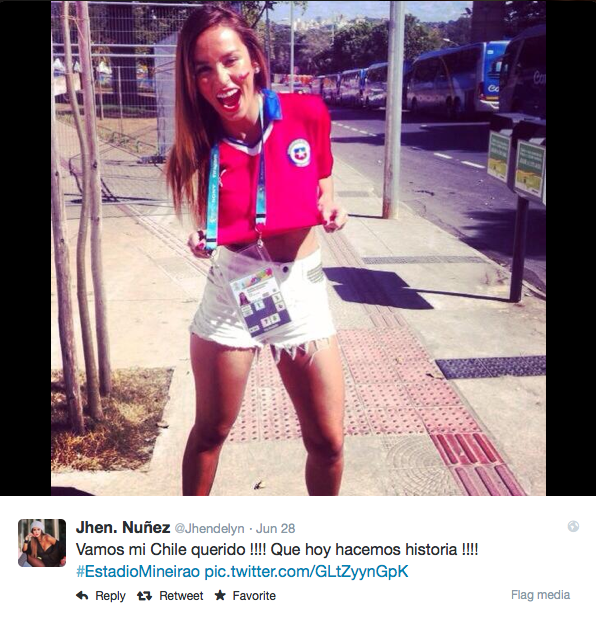 Jhen. Nuñez @Jhendelyn · Jun 28
Vamos mi Chile querido !!!! Que hoy hacemos historia !!!!
#EstadioMineirao pic.twitter.com/GLtZyynGpK
Reply Retweet Favorite Flag media